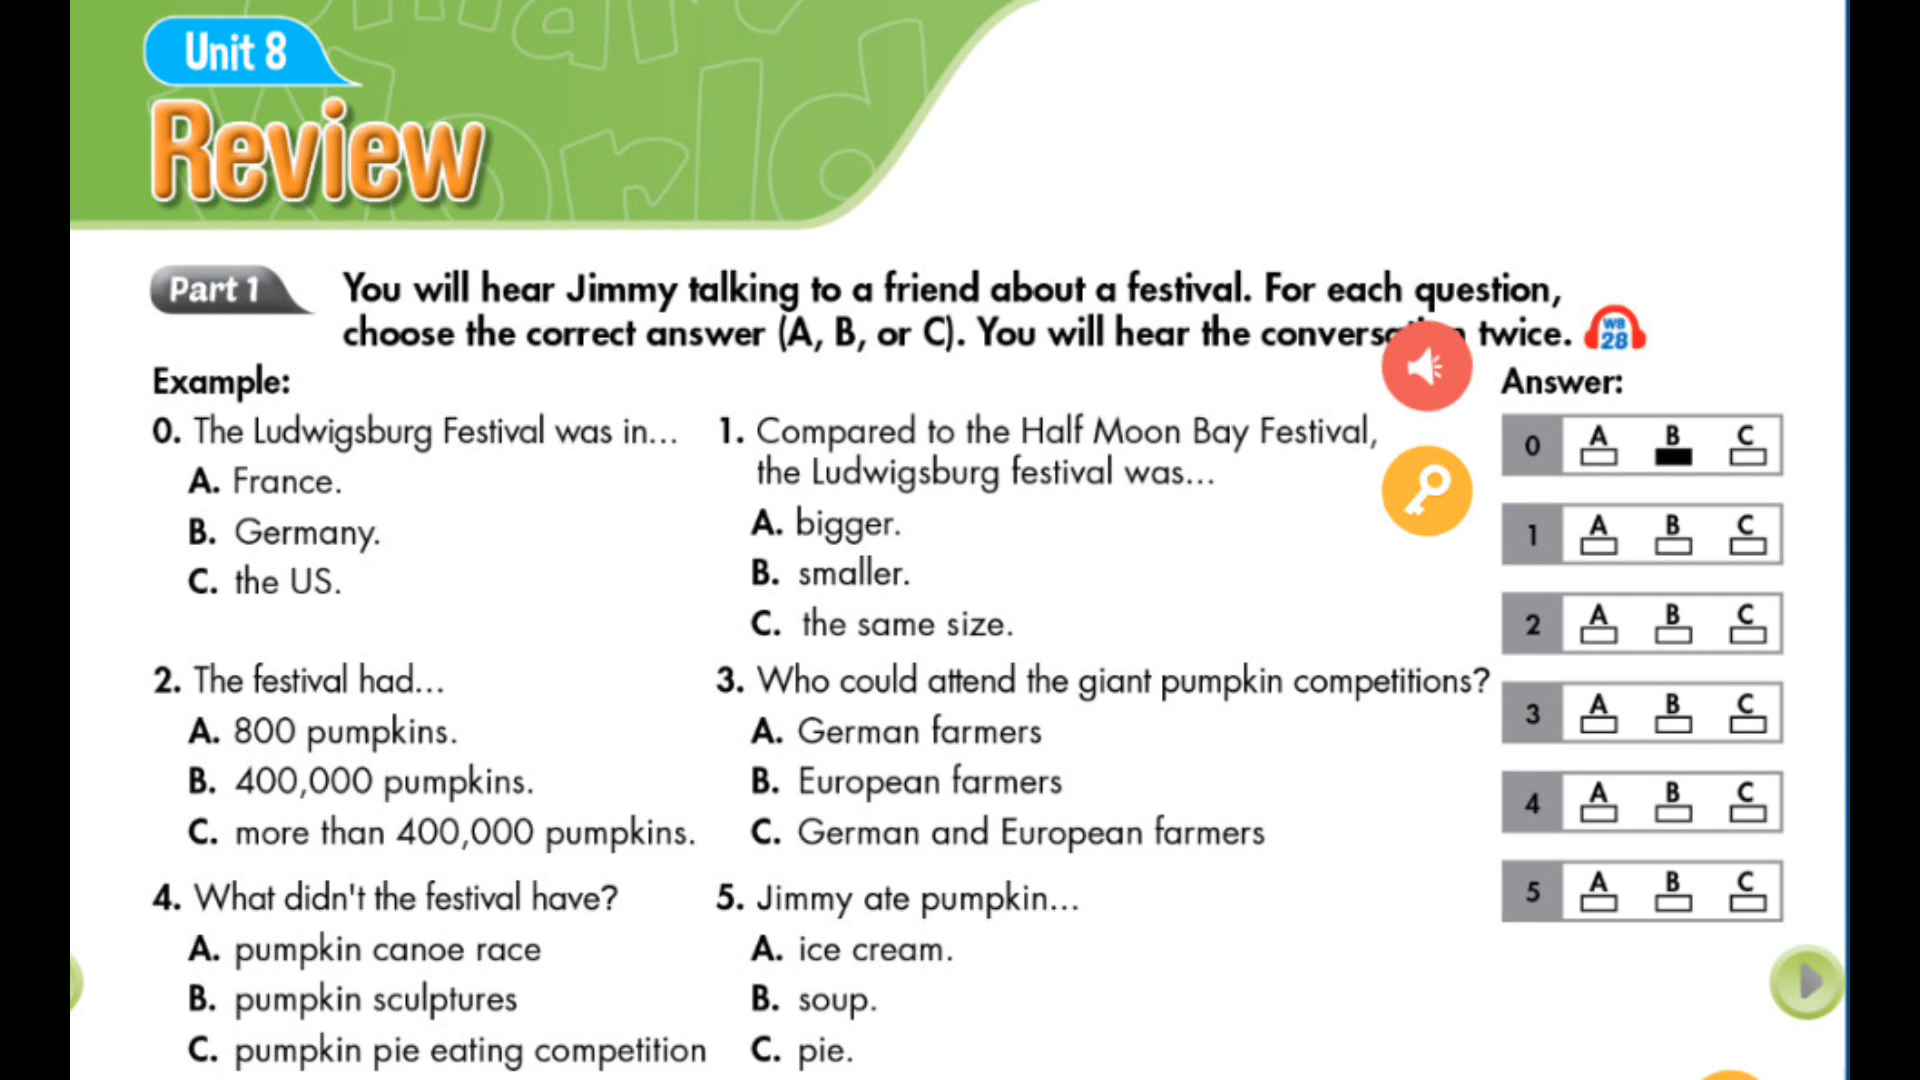 Unit 8
Review
Part 1
You will hear Jimmy talking to a friend about a festival. For each question,
choose the correct answer (A, B, or C). You will hear the twice.
WB
28
Example:
0. The Ludwigsburg Festival was in...
A. France.
B. Germany.
C. the US.
1. Compared to the Half Moon Bay Festival,
the Ludwigsburg festival was...
A. bigger.
B. smaller.
C. the same size.
2. The festival had...
A. 800 pumpkins.
B. 400,000 pumpkins.
C. more than 400,000 pumpkins.
3. Who could attend the giant pumpkin competitions?
A. German farmers
B. European farmers
C. German and European farmers
4. What didn't the festival have?
A. pumpkin canoe race
B. pumpkin sculptures
C. pumpkin pie eating competition
5. Jimmy ate pumpkin...
A. ice cream.
B. soup.
C. pie.
Answer:
0 A B C
1 A B C
2 A B C
3 A B C
4 A B C
5 A B C